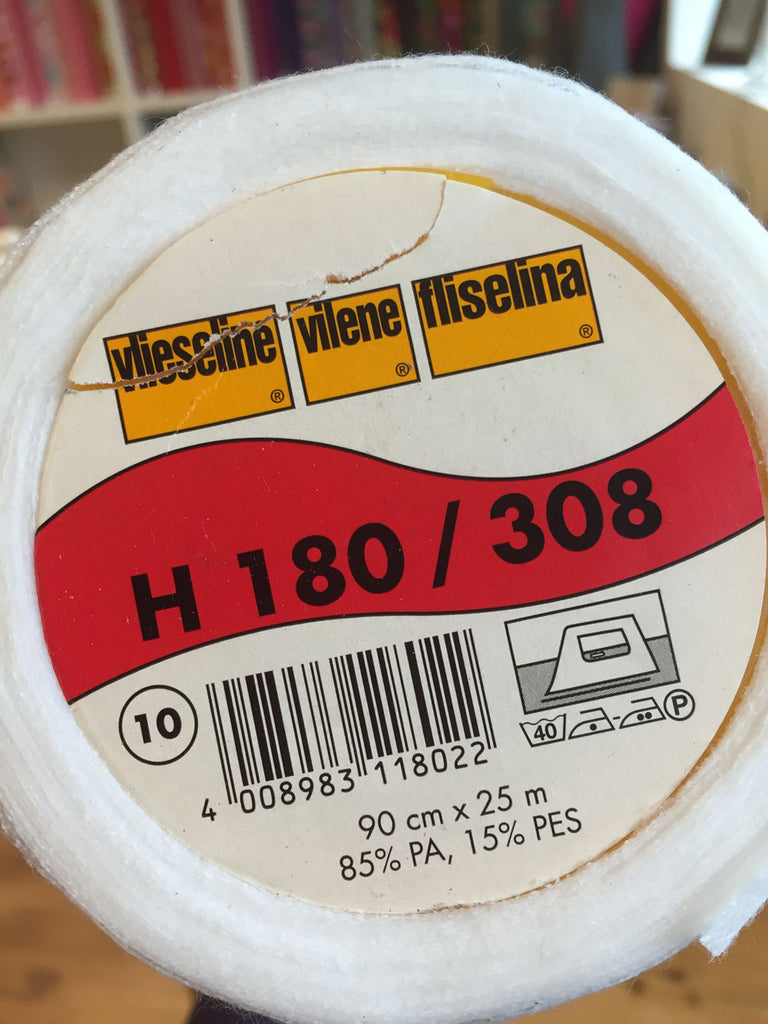 vlieseline ®
vilene ®
fliselina ®
H 180 / 308
10
4 008983 118022
40
P
90 cm x 25 m
85% PA, 15% PES